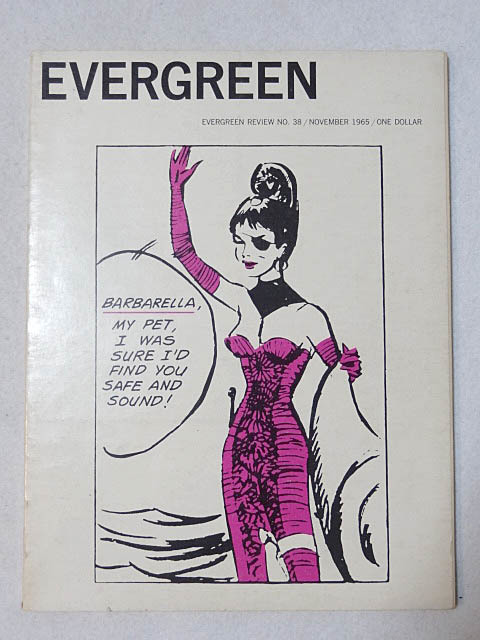 EVERGREEN
EVERGREEN REVIEW NO. 38 / NOVEMBER 1965 / ONE DOLLAR
BARBARELLA,
MY PET,
I WAS
SURE I'D
FIND YOU
SAFE AND
SOUND!